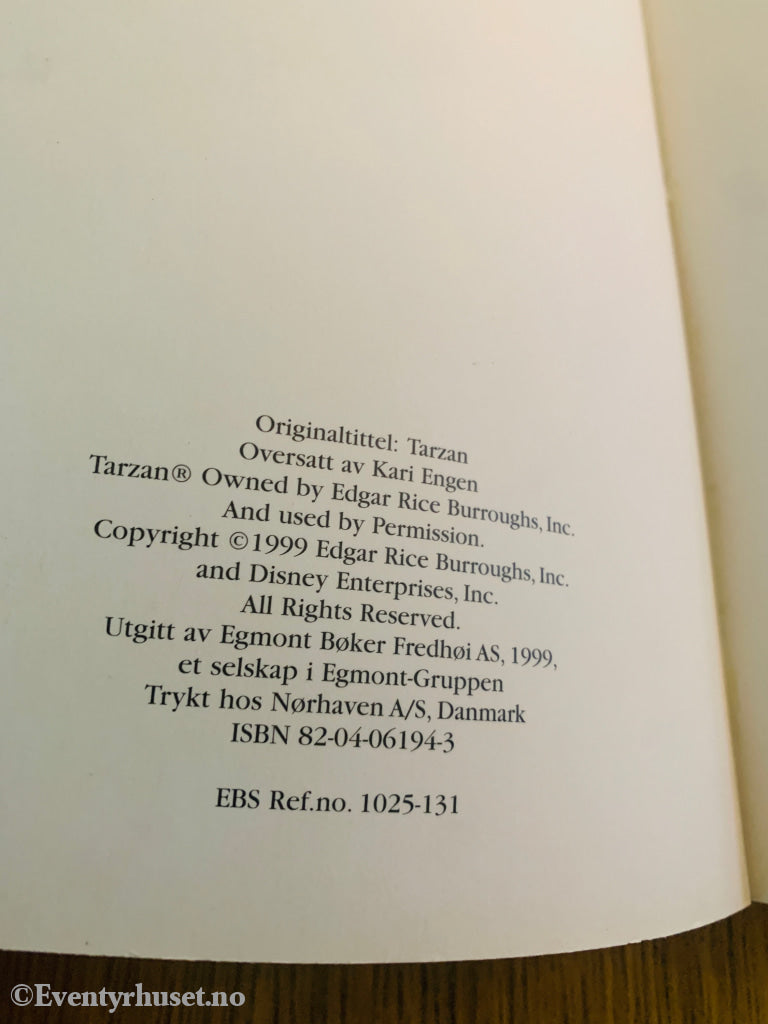 Originaltittel: Tarzan
Oversatt av Kari Engen
Tarzan® Owned by Edgar Rice Burroughs, Inc.
And used by Permission.
Copyright ©1999 Edgar Rice Burroughs, Inc.
and Disney Enterprises, Inc.
All Rights Reserved.
Utgitt av Egmont Bøker Fredhøi AS, 1999,
et selskap i Egmont-Gruppen
Trykt hos Nørhaven A/S, Danmark
ISBN 82-04-06194-3
EBS Ref.no. 1025-131
©Eventyrhuset.no